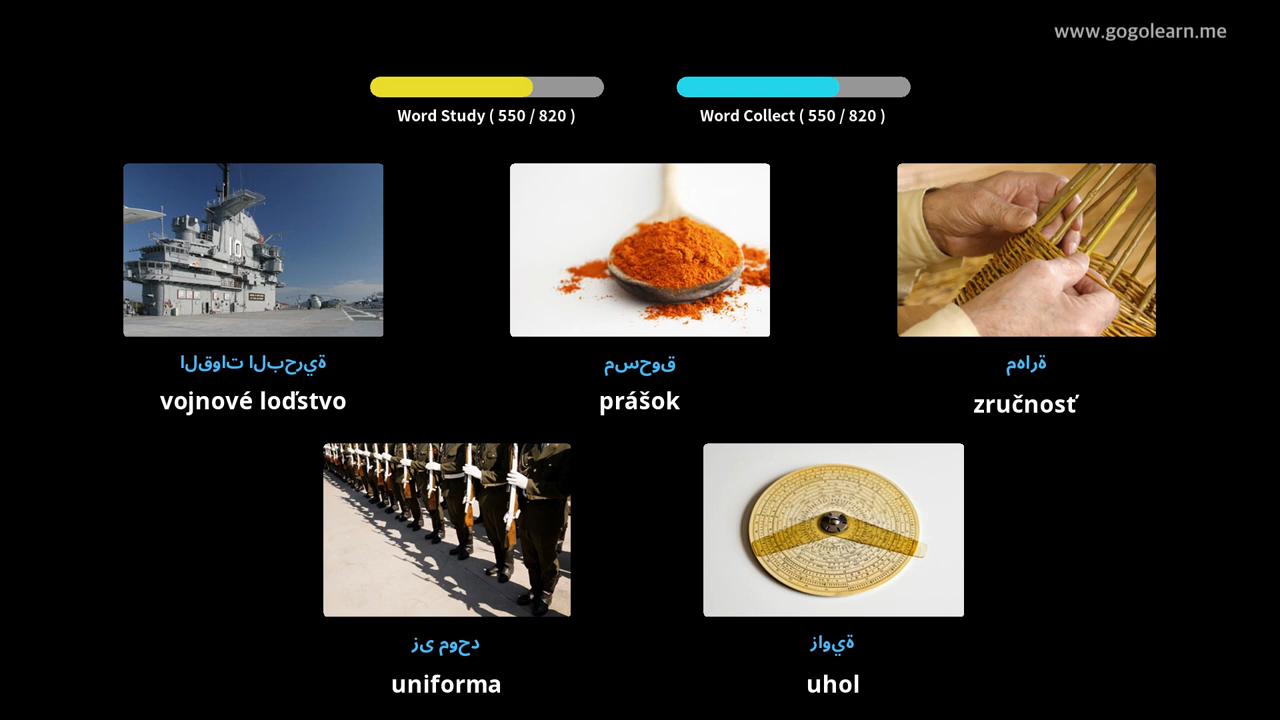 www.gogolearn.me
Word Study ( 550 / 820 )
Word Collect ( 550 / 820 )
القوات البحرية
vojnové loďstvo
مسحوق
prášok
مهارة
zručnosť
زى موحد
uniforma
زاوية
uhol